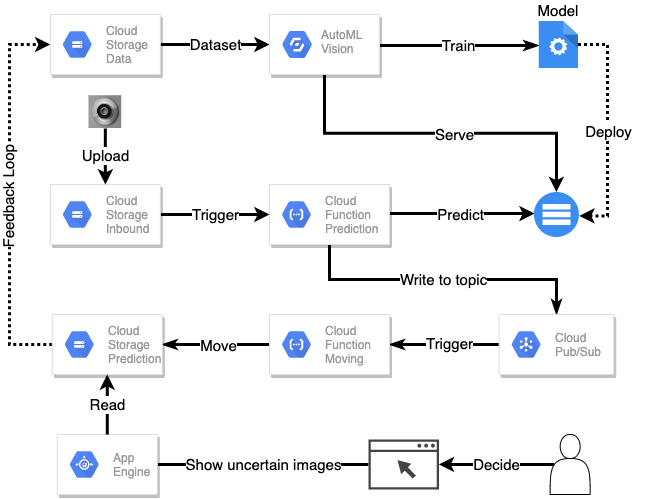 Model
Cloud
Storage
Data
Dataset
AutoML
Vision
Train
Serve
Deploy
Upload
Feedback Loop
Cloud
Storage
Inbound
Trigger
Cloud
Function
Prediction
Predict
Write to topic
Cloud
Storage
Prediction
Move
Cloud
Function
Moving
Trigger
Cloud
Pub/Sub
Read
App
Engine
Show uncertain images
Decide